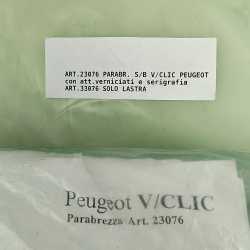 ART.23076 PARABR. S/B V/CLIC PEUGEOT
con att.verniciati e serigrafia
ART.33076 SOLO LASTRA
Peugeot V/CLIC
Parabrezza Art. 23076